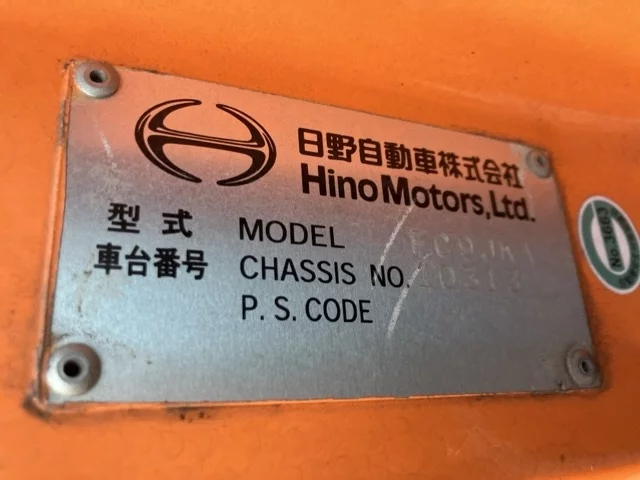 日野自動車株式会社
Hino Motors, Ltd.
型式 MODEL
車台番号 CHASSIS NO.
P. S. CODE